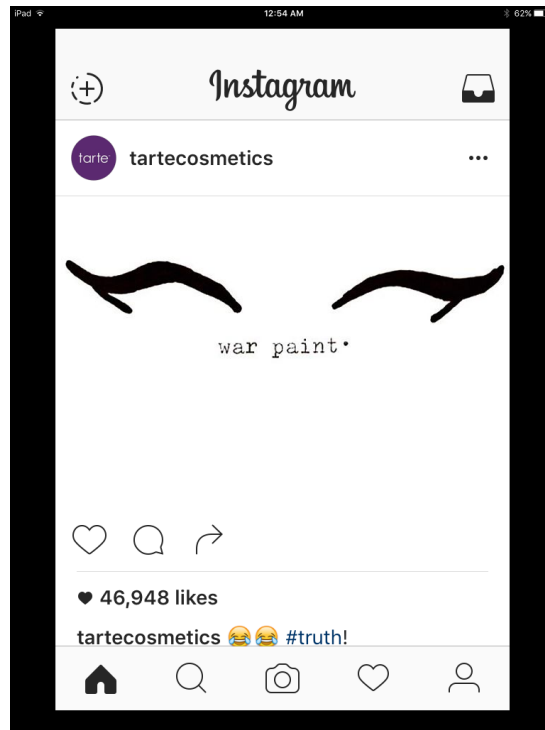 iPad 12:54 AM 62%
Instagram
tarte tartecosmetics
war paint•
46,948 likes
tartecosmetics 😂😂 #truth!